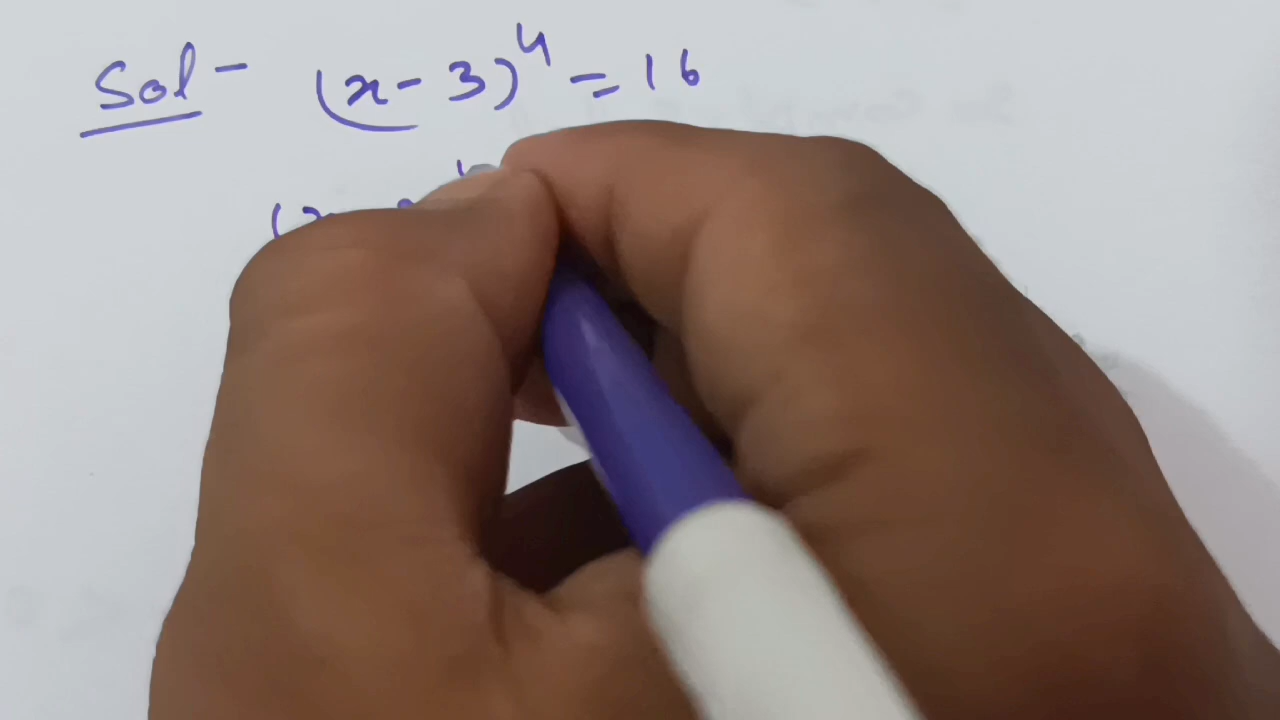 Sol - (x - 3)^4 = 16
(x